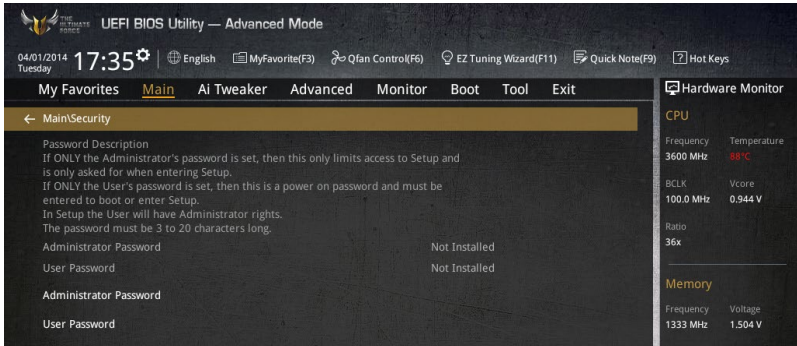 THE ULTIMATE FORCE
UEFI BIOS Utility — Advanced Mode
04/01/2014
Tuesday
17:35
English
MyFavorite(F3)
Qfan Control(F6)
EZ Tuning Wizard(F11)
Quick Note(F9)
? Hot Keys
My Favorites
Main
Ai Tweaker
Advanced
Monitor
Boot
Tool
Exit
← Main\Security
Password Description
If ONLY the Administrator's password is set, then this only limits access to Setup and
is only asked for when entering Setup.
If ONLY the User's password is set, then this is a power on password and must be
entered to boot or enter Setup.
In Setup the User will have Administrator rights.
The password must be 3 to 20 characters long.
Administrator Password Not Installed
User Password Not Installed
Administrator Password
User Password
Hardware Monitor
CPU
Frequency Temperature
3600 MHz 88°C
BCLK Vcore
100.0 MHz 0.944 V
Ratio
36x
Memory
Frequency Voltage
1333 MHz 1.504 V